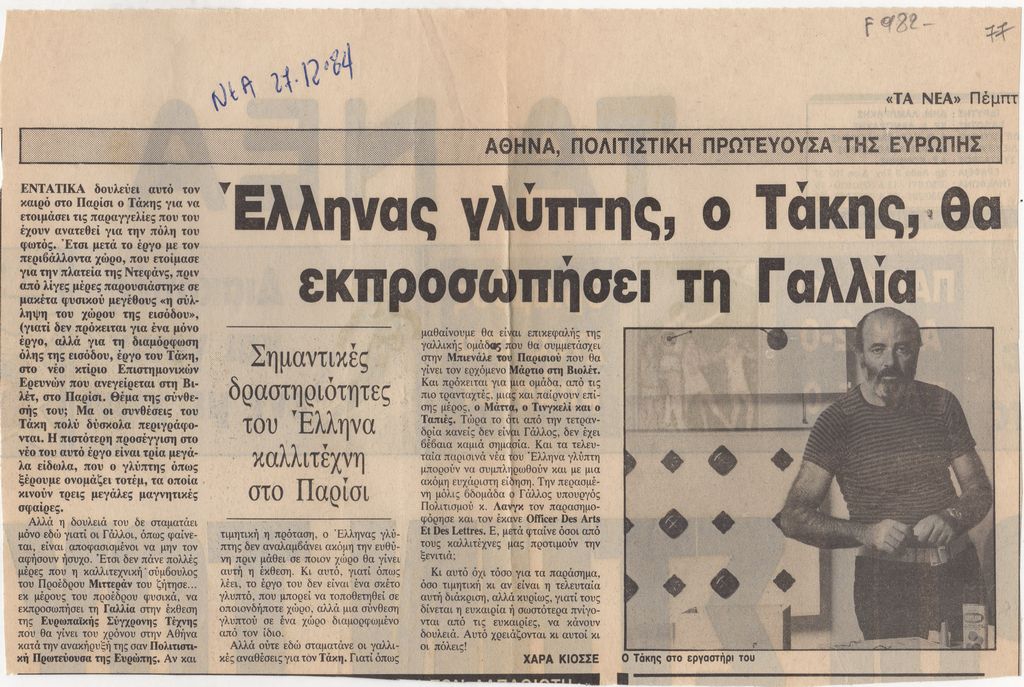 F 982-
77
ΝΕΑ 27.12.84
«ΤΑ ΝΕΑ» Πέμπτ
ΑΘΗΝΑ, ΠΟΛΙΤΙΣΤΙΚΗ ΠΡΩΤΕΥΟΥΣΑ ΤΗΣ ΕΥΡΩΠΗΣ
Έλληνας γλύπτης, ο Τάκης, θα
εκπροσωπήσει τη Γαλλία
ΕΝΤΑΤΙΚΑ δουλεύει αυτό τον
καιρό στο Παρίσι ο Τάκης για να
ετοιμάσει τις παραγγελίες που του
έχουν ανατεθεί για την πόλη του
φωτός. Έτσι μετά το έργο με τον
περιβάλλοντα χώρο, που ετοίμασε
για την πλατεία της Ντεφάνς, πριν
από λίγες μέρες παρουσιάστηκε σε
μακέτα φυσικού μεγέθους «η σύλ-
ληψη του χώρου της εισόδου»,
(γιατί δεν πρόκειται για ένα μόνο
έργο, αλλά για τη διαμόρφωση
όλης της εισόδου, έργο του Τάκη,
στο νέο κτίριο Επιστημονικών
Ερευνών που ανεγείρεται στη Βι-
λέτ, στο Παρίσι. Θέμα της σύνθε-
σής του; Μα οι συνθέσεις του
Τάκη πολύ δύσκολα περιγράφο-
νται. Η πιστότερη προσέγγιση στο
νέο του αυτό έργο είναι τρία μεγά-
λα είδωλα, που ο γλύπτης όπως
ξέρουμε ονομάζει τοτέμ, τα οποία
κινούν τρεις μεγάλες μαγνητικές
σφαίρες.
Αλλά η δουλειά του δε σταματάει
μόνο εδώ γιατί οι Γάλλοι, όπως φαίνε-
ται, είναι αποφασισμένοι να μην τον
αφήσουν ήσυχο. Έτσι δεν πάνε πολλές
μέρες που η καλλιτεχνική σύμβουλος
του Προέδρου Μιττεράν του ζήτησε...
εκ μέρους του προέδρου φυσικά, να
εκπροσωπήσει τη Γαλλία στην έκθεση
της Ευρωπαϊκής Σύγχρονης Τέχνης
που θα γίνει του χρόνου στην Αθήνα
κατά την ανακήρυξή της σαν Πολιτιστι-
κή Πρωτεύουσα της Ευρώπης. Αν και
Σημαντικές
δραστηριότητες
του Έλληνα
καλλιτέχνη
στο Παρίσι
τιμητική η πρόταση, ο Έλληνας γλύ-
πτης δεν αναλαμβάνει ακόμη την ευθύ-
νη πριν μάθει σε ποιον χώρο θα γίνει
αυτή η έκθεση. Κι αυτό, γιατί όπως
λέει, το έργο του δεν είναι ένα σκέτο
γλυπτό, που μπορεί να τοποθετηθεί σε
οποιονδήποτε χώρο, αλλά μια σύνθεση
γλυπτού σε ένα χώρο διαμορφωμένο
από τον ίδιο.
Αλλά ούτε εδώ σταματάνε οι γαλλι-
κές αναθέσεις για τον Τάκη. Γιατί όπως
μαθαίνουμε θα είναι επικεφαλής της
γαλλικής ομάδας που θα συμμετάσχει
στην Μπιενάλε του Παρισιού που θα
γίνει τον ερχόμενο Μάρτιο στη Βιολέτ.
Και πρόκειται για μια ομάδα, από τις
πιο τρανταχτές, μιας και παίρνουν επί-
σης μέρος, ο Μάττα, ο Τινγκελί και ο
Ταπιές. Τώρα το ότι από την τετραν-
δρία κανείς δεν είναι Γάλλος, δεν έχει
βέβαια καμιά σημασία. Και τα τελευ-
ταία παρισινά νέα του Έλληνα γλύπτη
μπορούν να συμπληρωθούν και με μια
ακόμη ευχάριστη είδηση. Την περασμέ-
νη μόλις βδομάδα ο Γάλλος υπουργός
Πολιτισμού κ. Λανγκ τον παρασημο-
φόρησε και τον έκανε Officer Des Arts
Et Des Lettres. Ε, μετά φταίνε όσοι από
τους καλλιτέχνες μας προτιμούν την
ξενιτιά;
Κι αυτό όχι τόσο για τα παράσημα,
όσο τιμητική κι αν είναι η τελευταία
αυτή διάκριση, αλλά κυρίως, γιατί τους
δίνεται η ευκαιρία ή σωστότερα πνίγο-
νται από τις ευκαιρίες, να κάνουν
δουλειά. Αυτό χρειάζονται κι αυτοί κι
οι πόλεις!
ΧΑΡΑ ΚΙΟΣΣΕ
Ο Τάκης στο εργαστήρι του